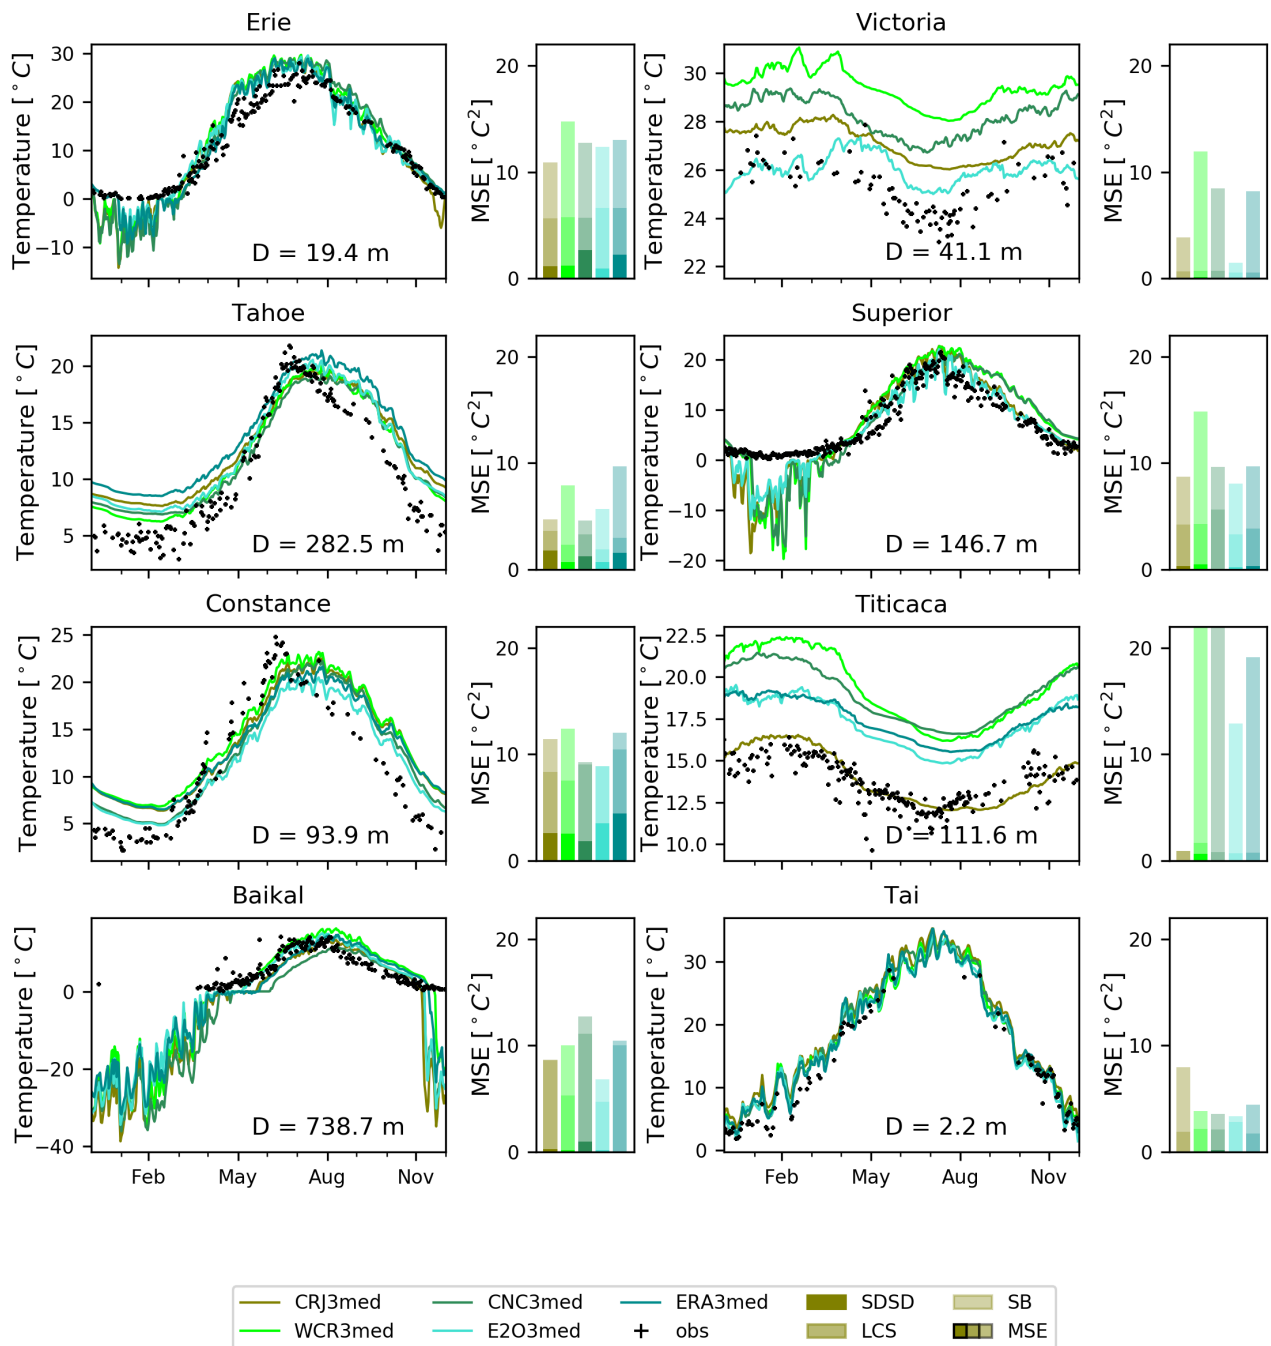 Erie
Temperature [°C]
30
20
10
0
−10
D = 19.4 m
MSE [°C²]
20
10
0
Victoria
Temperature [°C]
30
28
26
24
22
D = 41.1 m
MSE [°C²]
20
10
0
Tahoe
Temperature [°C]
20
15
10
5
D = 282.5 m
MSE [°C²]
20
10
0
Superior
Temperature [°C]
20
10
0
−10
−20
D = 146.7 m
MSE [°C²]
20
10
0
Constance
Temperature [°C]
25
20
15
10
5
D = 93.9 m
MSE [°C²]
20
10
0
Titicaca
Temperature [°C]
22.5
20.0
17.5
15.0
12.5
10.0
D = 111.6 m
MSE [°C²]
20
10
0
Baikal
Temperature [°C]
0
−20
−40
D = 738.7 m
Feb May Aug Nov
MSE [°C²]
20
10
0
Tai
Temperature [°C]
30
20
10
0
D = 2.2 m
Feb May Aug Nov
MSE [°C²]
20
10
0
CRJ3med CNC3med ERA3med SDSD SB
WCR3med E2O3med obs LCS MSE